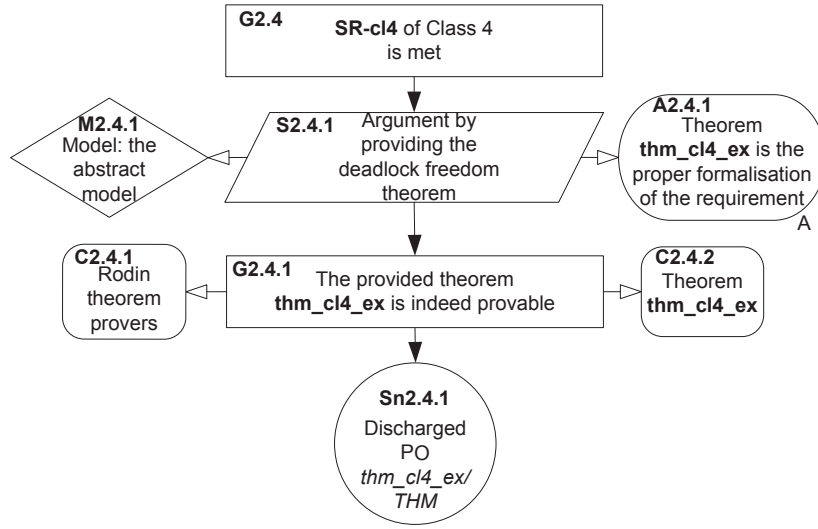 G2.4
SR-cl4 of Class 4
is met
M2.4.1
Model: the
abstract
model
S2.4.1
Argument by
providing the
deadlock freedom
theorem
A2.4.1
Theorem
thm_cl4_ex is the
proper formalisation
of the requirement
A
C2.4.1
Rodin
theorem
provers
G2.4.1
The provided theorem
thm_cl4_ex is indeed provable
C2.4.2
Theorem
thm_cl4_ex
Sn2.4.1
Discharged
PO
thm_cl4_ex/
THM